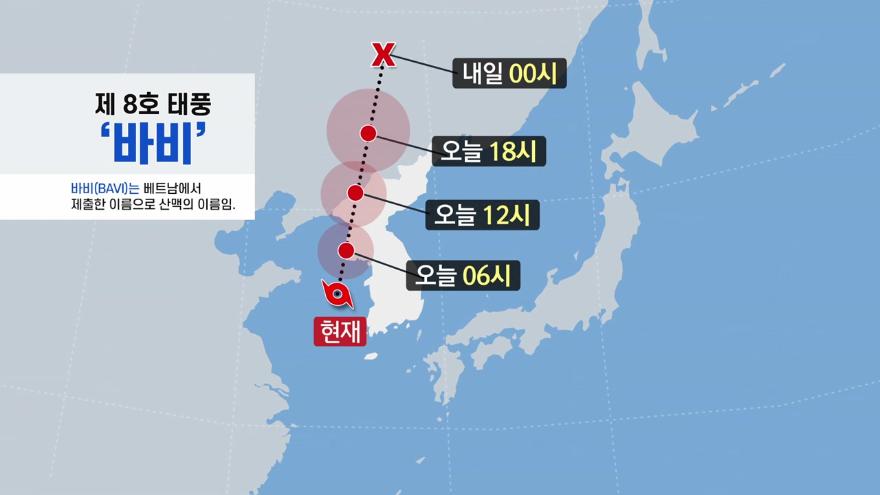 제 8호 태풍
‘바비’
바비(BAVI)는 베트남에서
제출한 이름으로 산맥의 이름임.
내일 00시
오늘 18시
오늘 12시
오늘 06시
현재